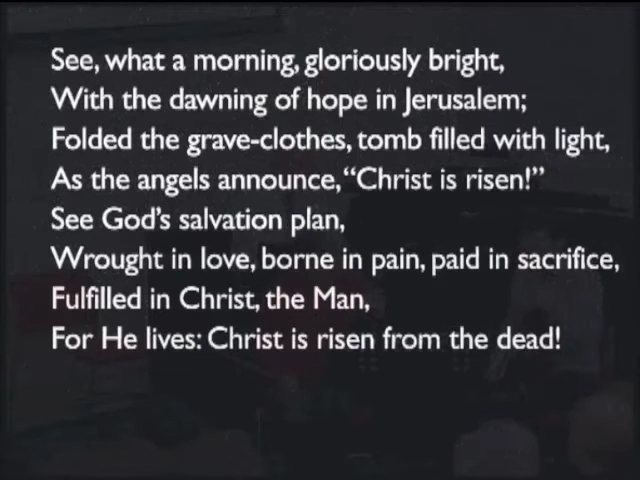 See, what a morning, gloriously bright,
With the dawning of hope in Jerusalem;
Folded the grave-clothes, tomb filled with light,
As the angels announce, “Christ is risen!”
See God’s salvation plan,
Wrought in love, borne in pain, paid in sacrifice,
Fulfilled in Christ, the Man,
For He lives: Christ is risen from the dead!